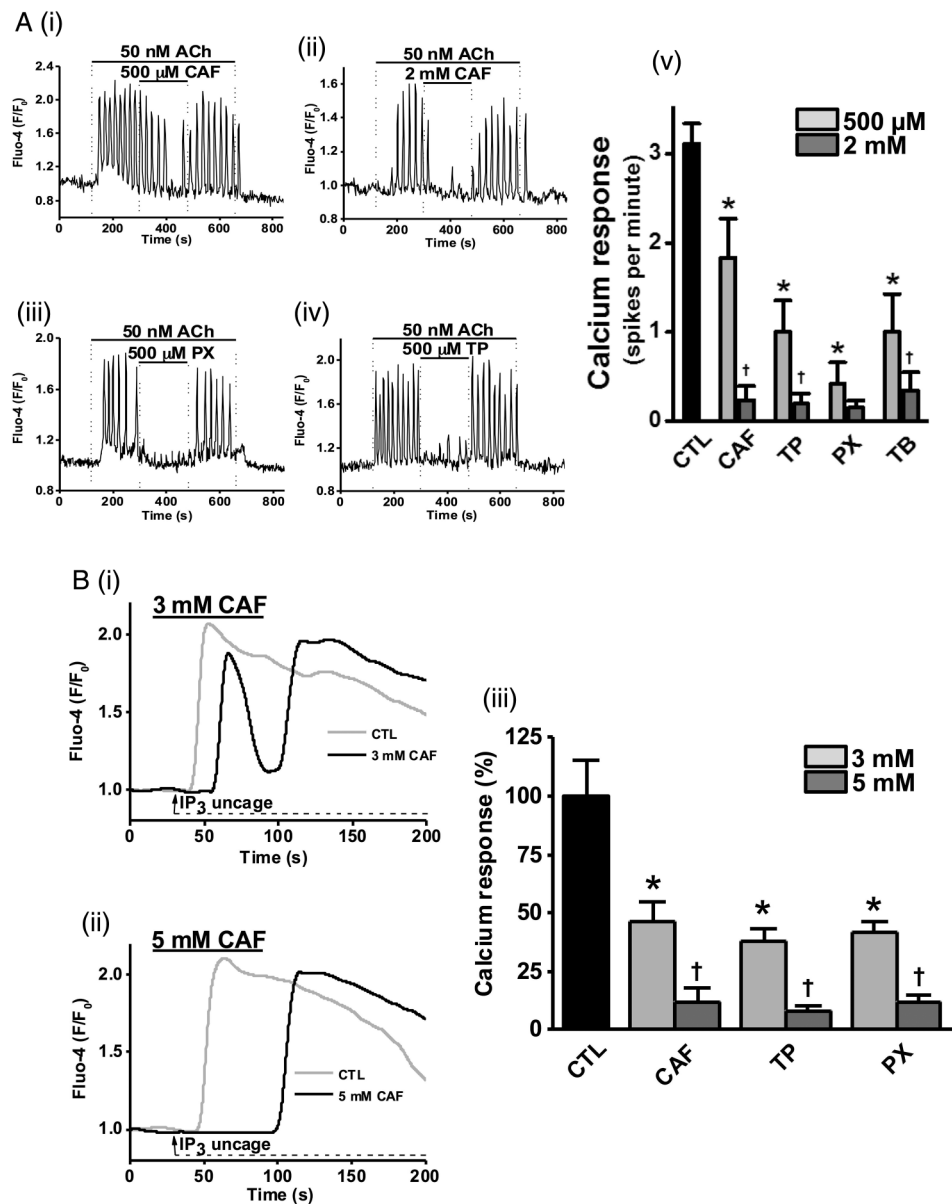 A (i)
50 nM ACh
500 µM CAF
2.4
2.0
1.6
1.2
0.8
Fluo-4 (F/F0)
0 200 400 600 800
Time (s)
(ii)
50 nM ACh
2 mM CAF
1.6
1.4
1.2
1.0
0.8
Fluo-4 (F/F0)
0 200 400 600 800
Time (s)
(iii)
50 nM ACh
500 µM PX
2.0
1.6
1.2
0.8
Fluo-4 (F/F0)
0 200 400 600 800
Time (s)
(iv)
50 nM ACh
500 µM TP
2.0
1.6
1.2
0.8
Fluo-4 (F/F0)
0 200 400 600 800
Time (s)
(v)
500 µM
2 mM
Calcium response
(spikes per minute)
3
2
1
0
* * * *
† † †
CTL CAF TP PX TB
B (i)
3 mM CAF
2.0
1.5
1.0
Fluo-4 (F/F0)
CTL
3 mM CAF
IP3 uncage
0 50 100 150 200
Time (s)
(ii)
5 mM CAF
2.0
1.5
1.0
Fluo-4 (F/F0)
CTL
5 mM CAF
IP3 uncage
0 50 100 150 200
Time (s)
(iii)
3 mM
5 mM
Calcium response (%)
125
100
75
50
25
0
* * *
† † †
CTL CAF TP PX